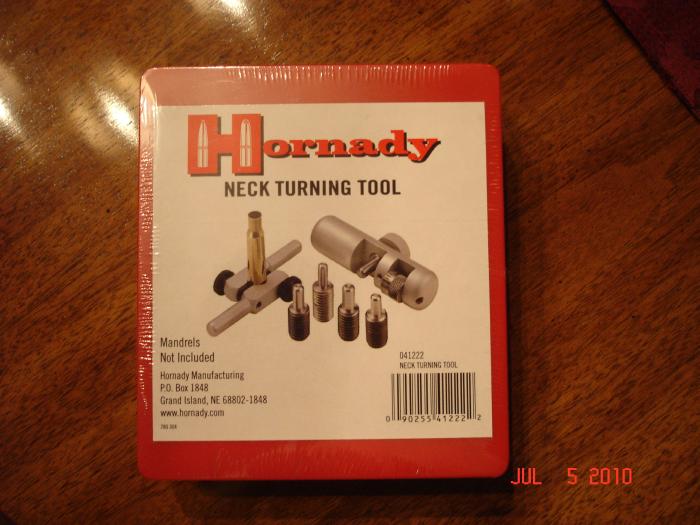 Hornady
NECK TURNING TOOL
Mandrels
Not Included
Hornady Manufacturing
P.O. Box 1848
Grand Island, NE 68802-1848
www.hornady.com
041222
NECK TURNING TOOL
0 90255 41222 2
JUL 5 2010